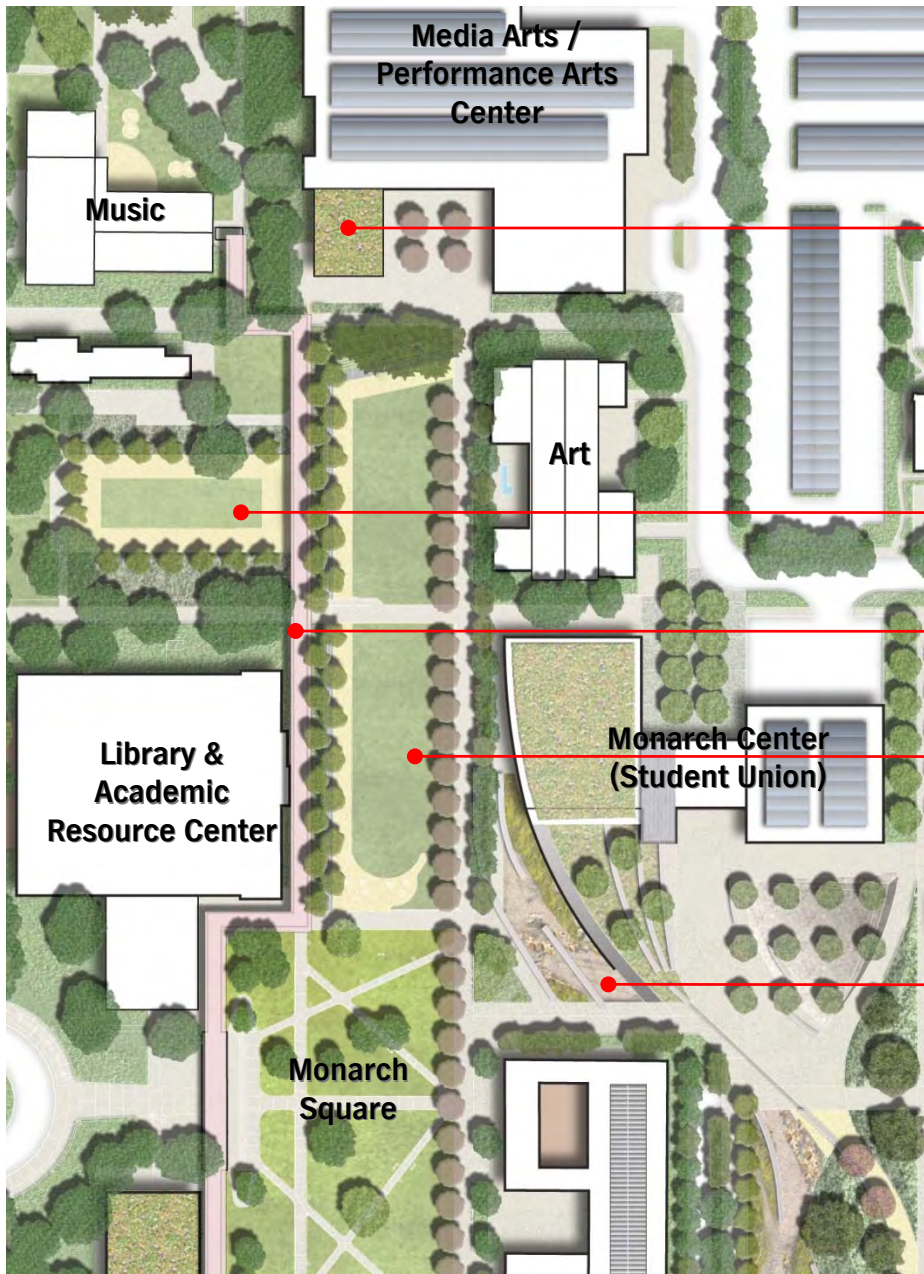 Media Arts /
Performance Arts
Center
Music
Art
Library &
Academic
Resource Center
Monarch Center
(Student Union)
Monarch
Square